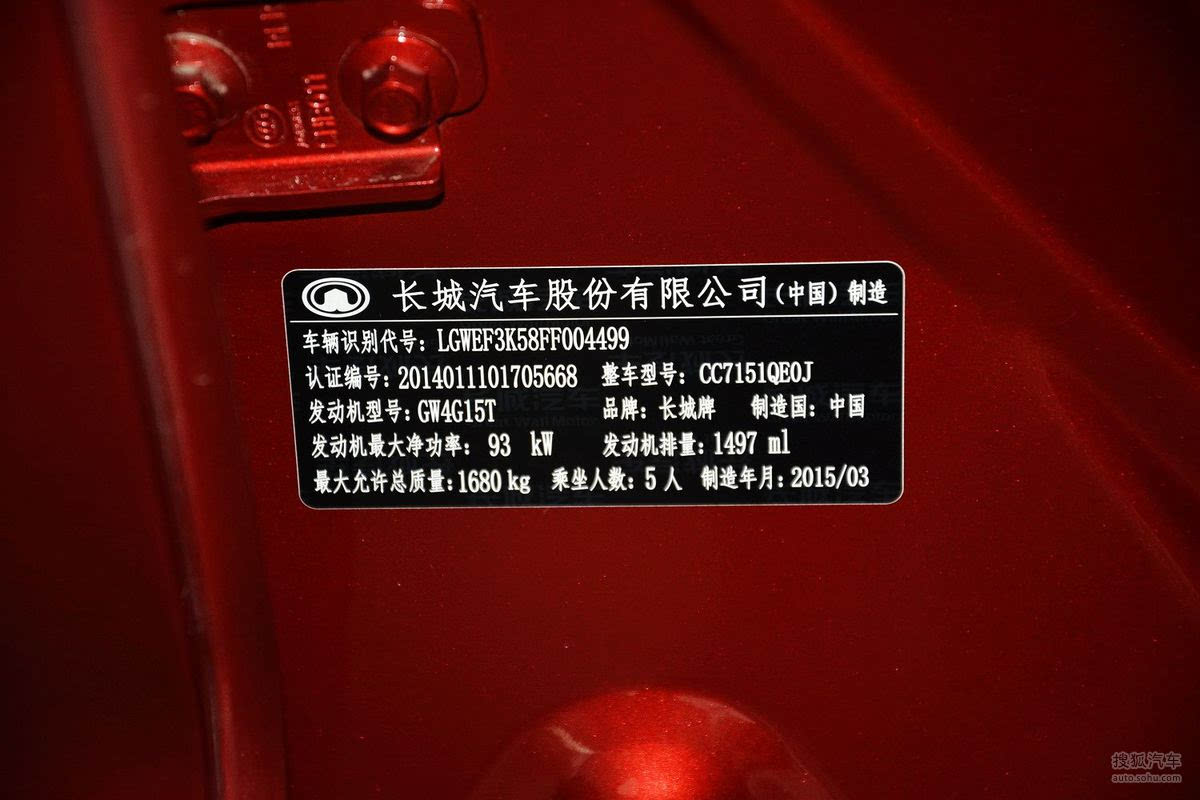 长城汽车股份有限公司(中国)制造
车辆识别代号：LGWEF3K58FF004499
认证编号：2014011101705668 整车型号：CC7151QE0J
发动机型号：GW4G15T 品牌：长城牌 制造国：中国
发动机最大净功率：93 kW 发动机排量：1497 ml
最大允许总质量：1680 kg 乘坐人数：5 人 制造年月：2015/03
搜狐汽车
auto.sohu.com